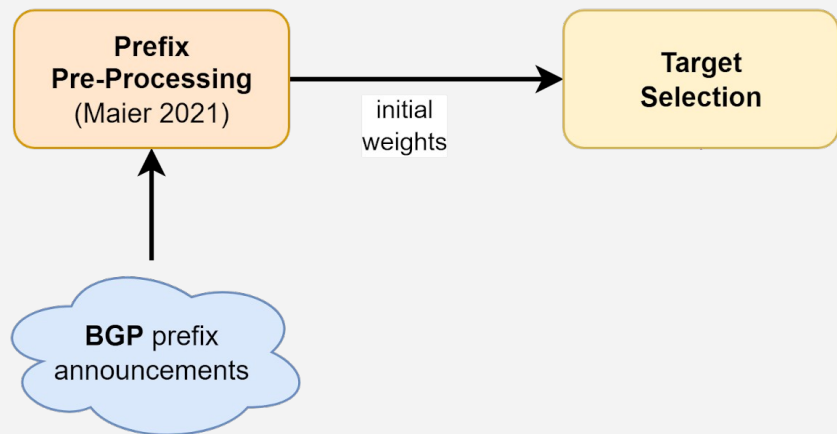 Prefix
Pre-Processing
(Maier 2021)
initial
weights
Target
Selection
BGP prefix
announcements